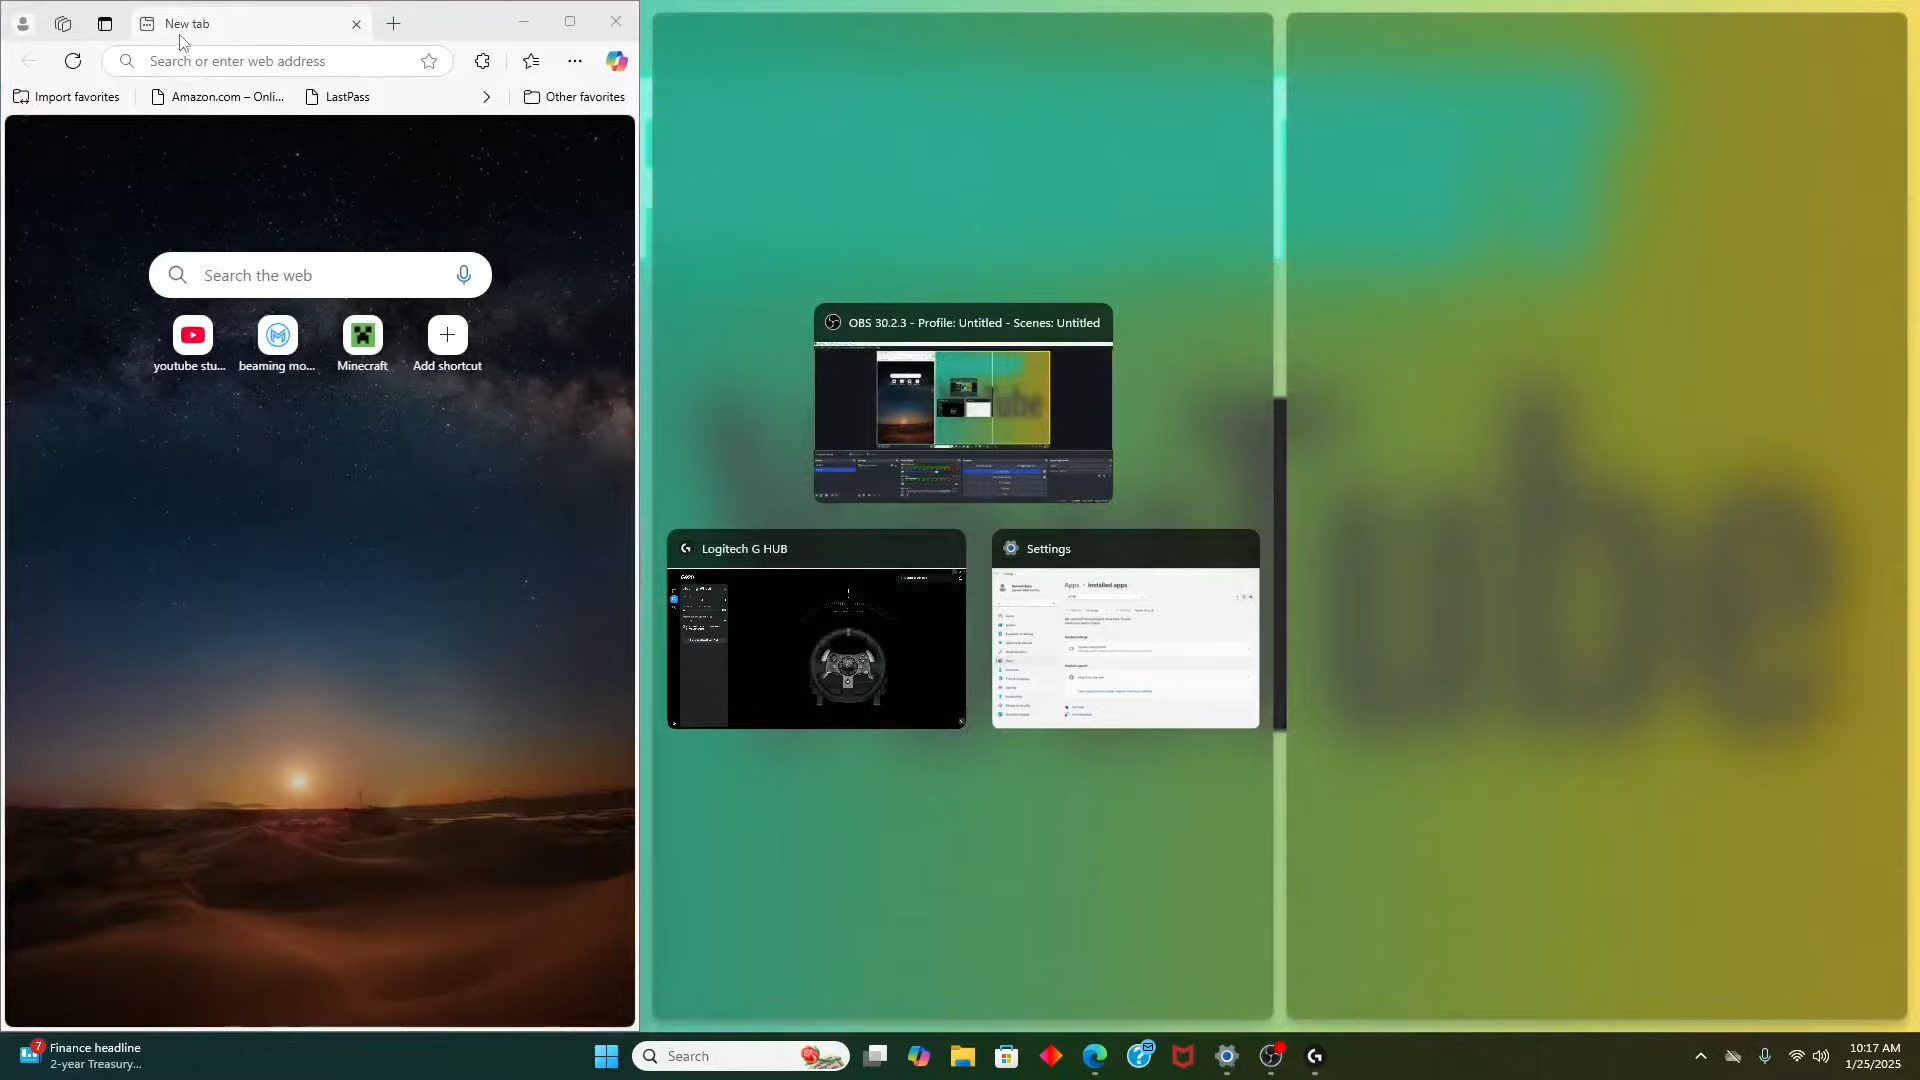 New tab
Search or enter web address
Import favorites
Amazon.com – Onli...
LastPass
Other favorites
Search the web
youtube stu...
beaming mo...
Minecraft
Add shortcut
OBS 30.2.3 - Profile: Untitled - Scenes: Untitled
Logitech G HUB
Settings
Apps › Installed apps
ube
7
Finance headline
2-year Treasury...
Search
10:17 AM
1/25/2025